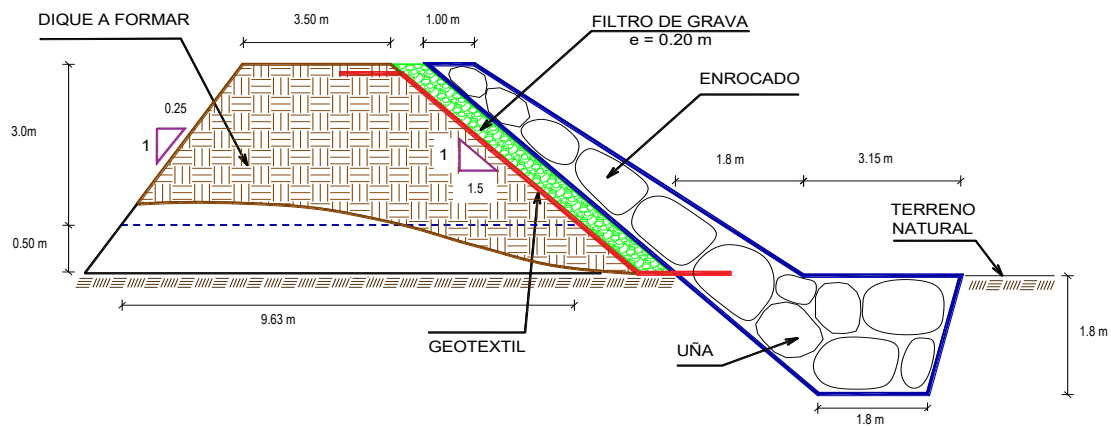 DIQUE A FORMAR
3.50 m
1.00 m
FILTRO DE GRAVA
e = 0.20 m
ENROCADO
0.25
1
3.0m
1
1.5
1.8 m
3.15 m
TERRENO
NATURAL
0.50 m
9.63 m
GEOTEXTIL
UÑA
1.8 m
1.8 m